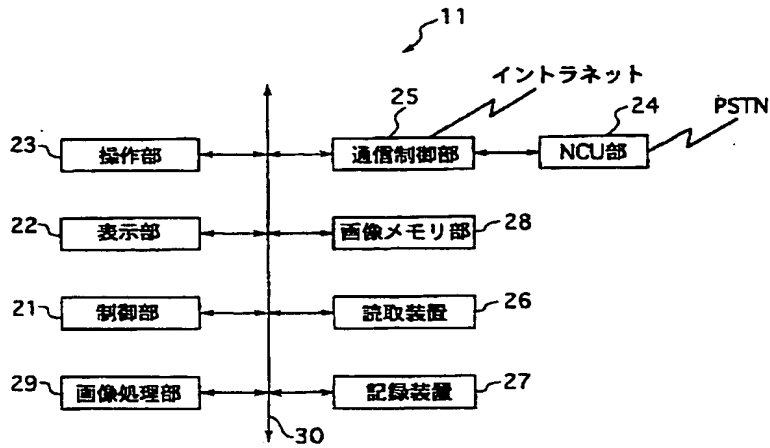 11
イントラネット
25
24
PSTN
23
操作部
通信制御部
NCU部
22
表示部
画像メモリ部
28
21
制御部
読取装置
26
29
画像処理部
記録装置
27
30